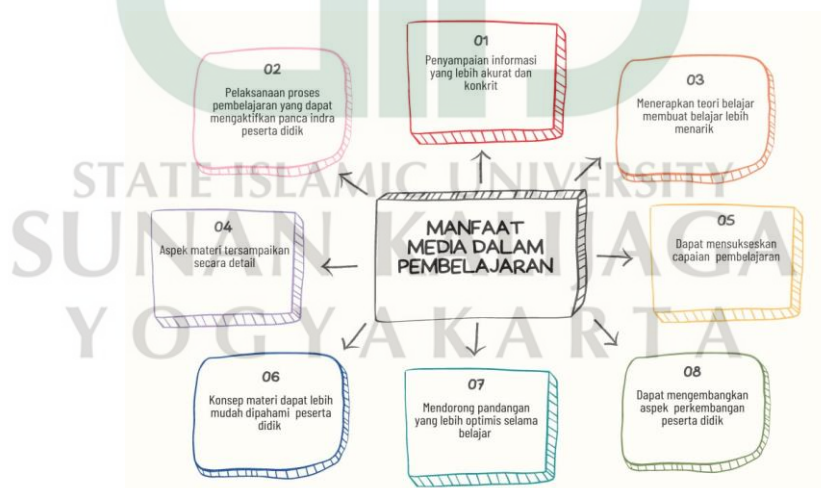 01
Penyampaian informasi
yang lebih akurat dan
konkrit
02
Pelaksanaan proses
pembelajaran yang dapat
mengaktifkan panca indra
peserta didik
03
Menerapkan teori belajar
membuat belajar lebih
menarik
STATE ISLAMIC UNIVERSITY
SUNAN KALIJAGA
YOGYAKARTA
MANFAAT
MEDIA DALAM
PEMBELAJARAN
04
Aspek materi tersampaikan
secara detail
05
Dapat mensukseskan
capaian pembelajaran
06
Konsep materi dapat lebih
mudah dipahami peserta
didik
07
Mendorong pandangan
yang lebih optimis selama
belajar
08
Dapat mengembangkan
aspek perkembangan
peserta didik